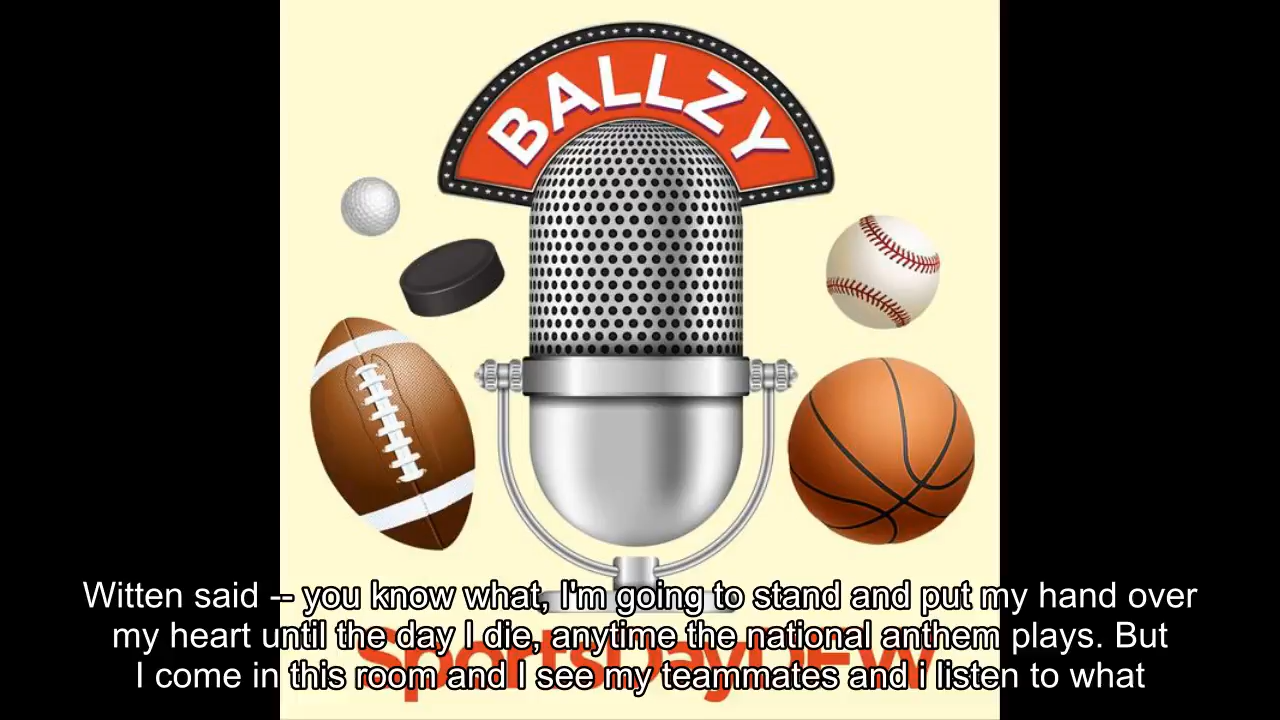 BALLZY
SportsDayDFW
Witten said -- you know what, I'm going to stand and put my hand over
my heart until the day I die, anytime the national anthem plays. But
I come in this room and I see my teammates and i listen to what